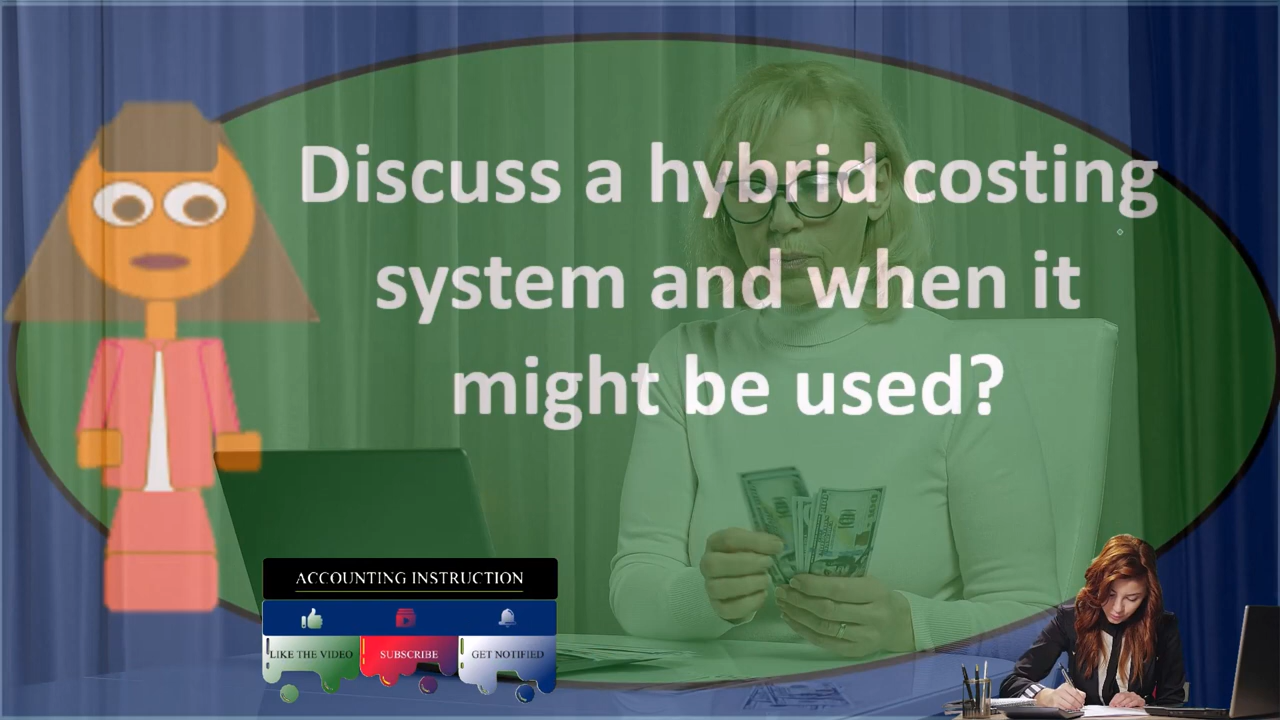 Discuss a hybrid costing
system and when it
might be used?
ACCOUNTING INSTRUCTION
LIKE THE VIDEO
SUBSCRIBE
GET NOTIFIED